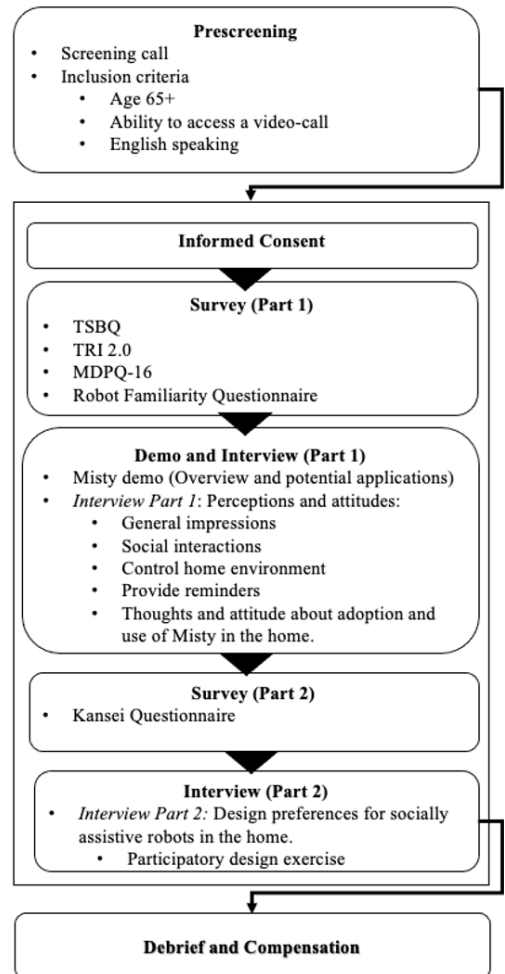 Prescreening
• Screening call
• Inclusion criteria
• Age 65+
• Ability to access a video-call
• English speaking
Informed Consent
Survey (Part 1)
• TSBQ
• TRI 2.0
• MDPQ-16
• Robot Familiarity Questionnaire
Demo and Interview (Part 1)
• Misty demo (Overview and potential applications)
• Interview Part 1: Perceptions and attitudes:
• General impressions
• Social interactions
• Control home environment
• Provide reminders
• Thoughts and attitude about adoption and
use of Misty in the home.
Survey (Part 2)
• Kansei Questionnaire
Interview (Part 2)
• Interview Part 2: Design preferences for socially
assistive robots in the home.
• Participatory design exercise
Debrief and Compensation